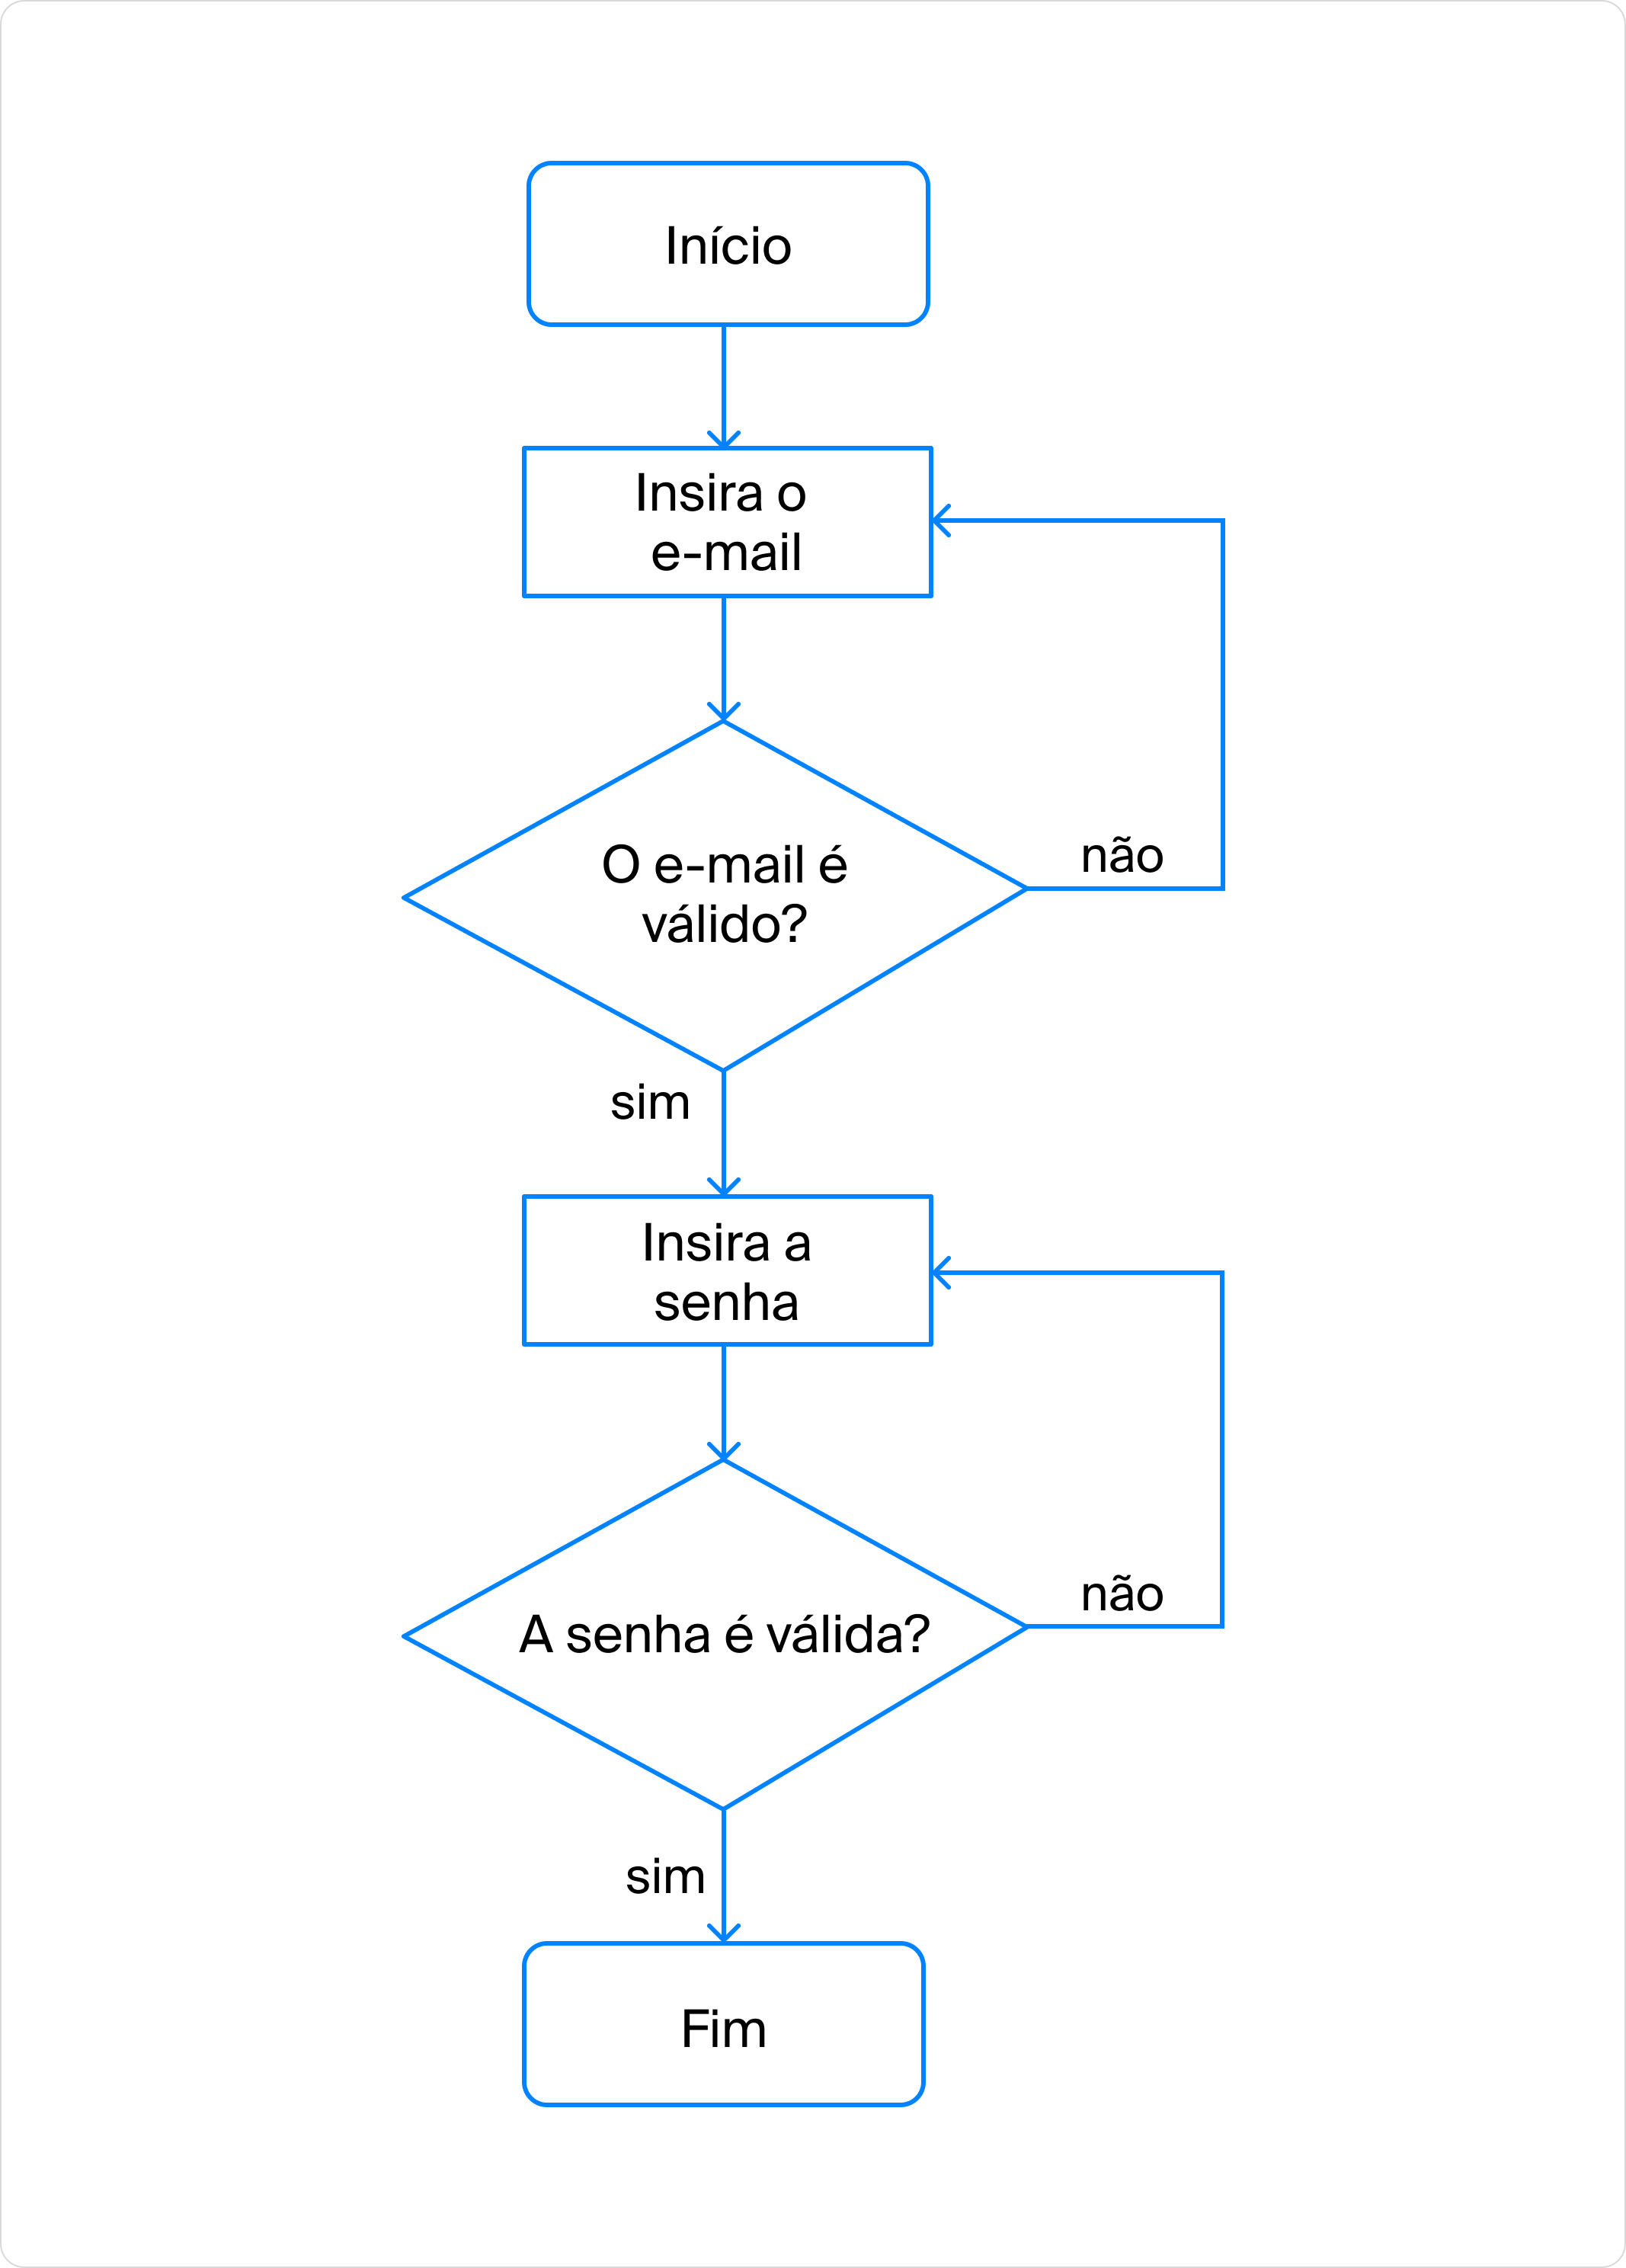 Início
Insira o
e-mail
O e-mail é
válido?
não
sim
Insira a
senha
A senha é válida?
não
sim
Fim